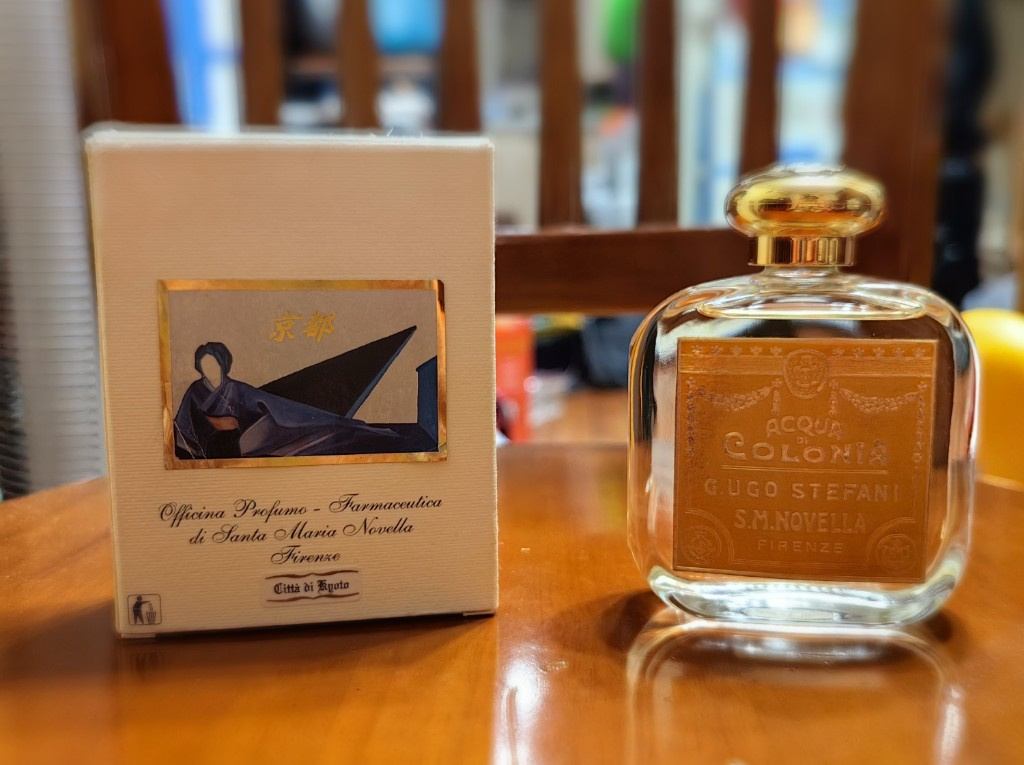 京都
Officina Profumo - Farmaceutica
di Santa Maria Novella
Firenze
Città di Kyoto
ACQUA
DI
COLONIA
G. UGO STEFANI
S.M.NOVELLA
FIRENZE